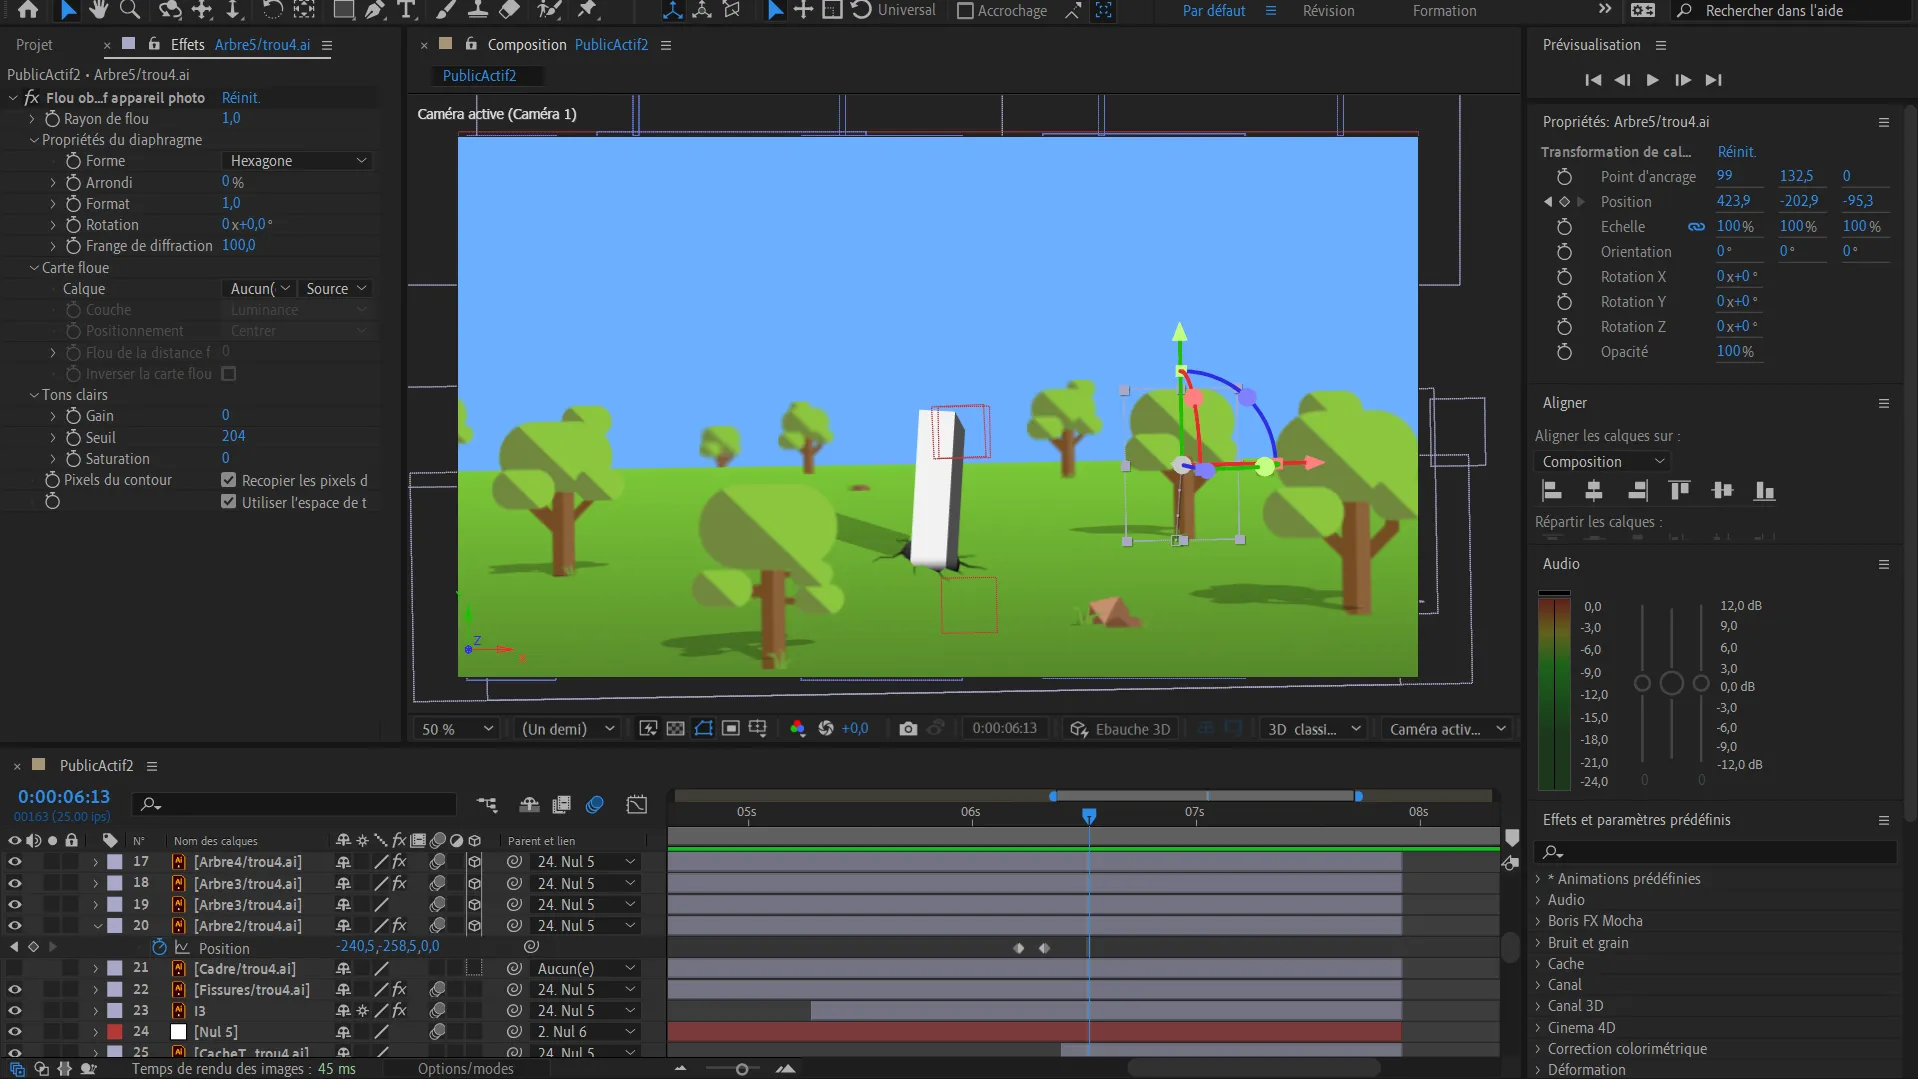 Universal
Accrochage
Par défaut
Révision
Formation
Rechercher dans l'aide
Projet
Effets Arbre5/trou4.ai
PublicActif2 • Arbre5/trou4.ai
fx Flou ob...f appareil photo Réinit.
Rayon de flou 1,0
Propriétés du diaphragme
Forme Hexagone
Arrondi 0 %
Format 1,0
Rotation 0 x+0,0°
Frange de diffraction 100,0
Carte floue
Calque Aucun( Source
Couche Luminance
Positionnement Centrer
Flou de la distance f 0
Inverser la carte flou
Tons clairs
Gain 0
Seuil 204
Saturation 0
Pixels du contour Recopier les pixels d
Utiliser l'espace de t
Composition PublicActif2
PublicActif2
Caméra active (Caméra 1)
Z
50 %
(Un demi)
+0,0
0:00:06:13
Ebauche 3D
3D classi...
Caméra activ...
Prévisualisation
Propriétés: Arbre5/trou4.ai
Transformation de cal... Réinit.
Point d'ancrage 99 132,5 0
Position 423,9 -202,9 -95,3
Echelle 100 % 100 % 100 %
Orientation 0° 0° 0°
Rotation X 0 x+0°
Rotation Y 0 x+0°
Rotation Z 0 x+0°
Opacité 100 %
Aligner
Aligner les calques sur :
Composition
Répartir les calques :
Audio
0,0
-3,0
-6,0
-9,0
-12,0
-15,0
-18,0
-21,0
-24,0
12,0 dB
9,0
6,0
3,0
0,0 dB
-3,0
-6,0
-9,0
-12,0 dB
0 0
Effets et paramètres prédéfinis
* Animations prédéfinies
Audio
Boris FX Mocha
Bruit et grain
Cache
Canal
Canal 3D
Cinema 4D
Correction colorimétrique
Déformation
PublicActif2
0:00:06:13
00163 (25.00 ips)
05s 06s 07s 08s
N° Nom des calques fx Parent et lien
17 Ai [Arbre4/trou4.ai] fx 24. Nul 5
18 Ai [Arbre3/trou4.ai] fx 24. Nul 5
19 Ai [Arbre3/trou4.ai] 24. Nul 5
20 Ai [Arbre2/trou4.ai] fx 24. Nul 5
Position -240,5,-258,5,0,0
21 Ai [Cadre/trou4.ai] Aucun(e)
22 Ai [Fissures/trou4.ai] fx 24. Nul 5
23 Ai I3 fx 24. Nul 5
24 [Nul 5] 2. Nul 6
25 Ai [CacheT_trou4.ai] 24. Nul 5
Temps de rendu des images : 45 ms
Options/modes